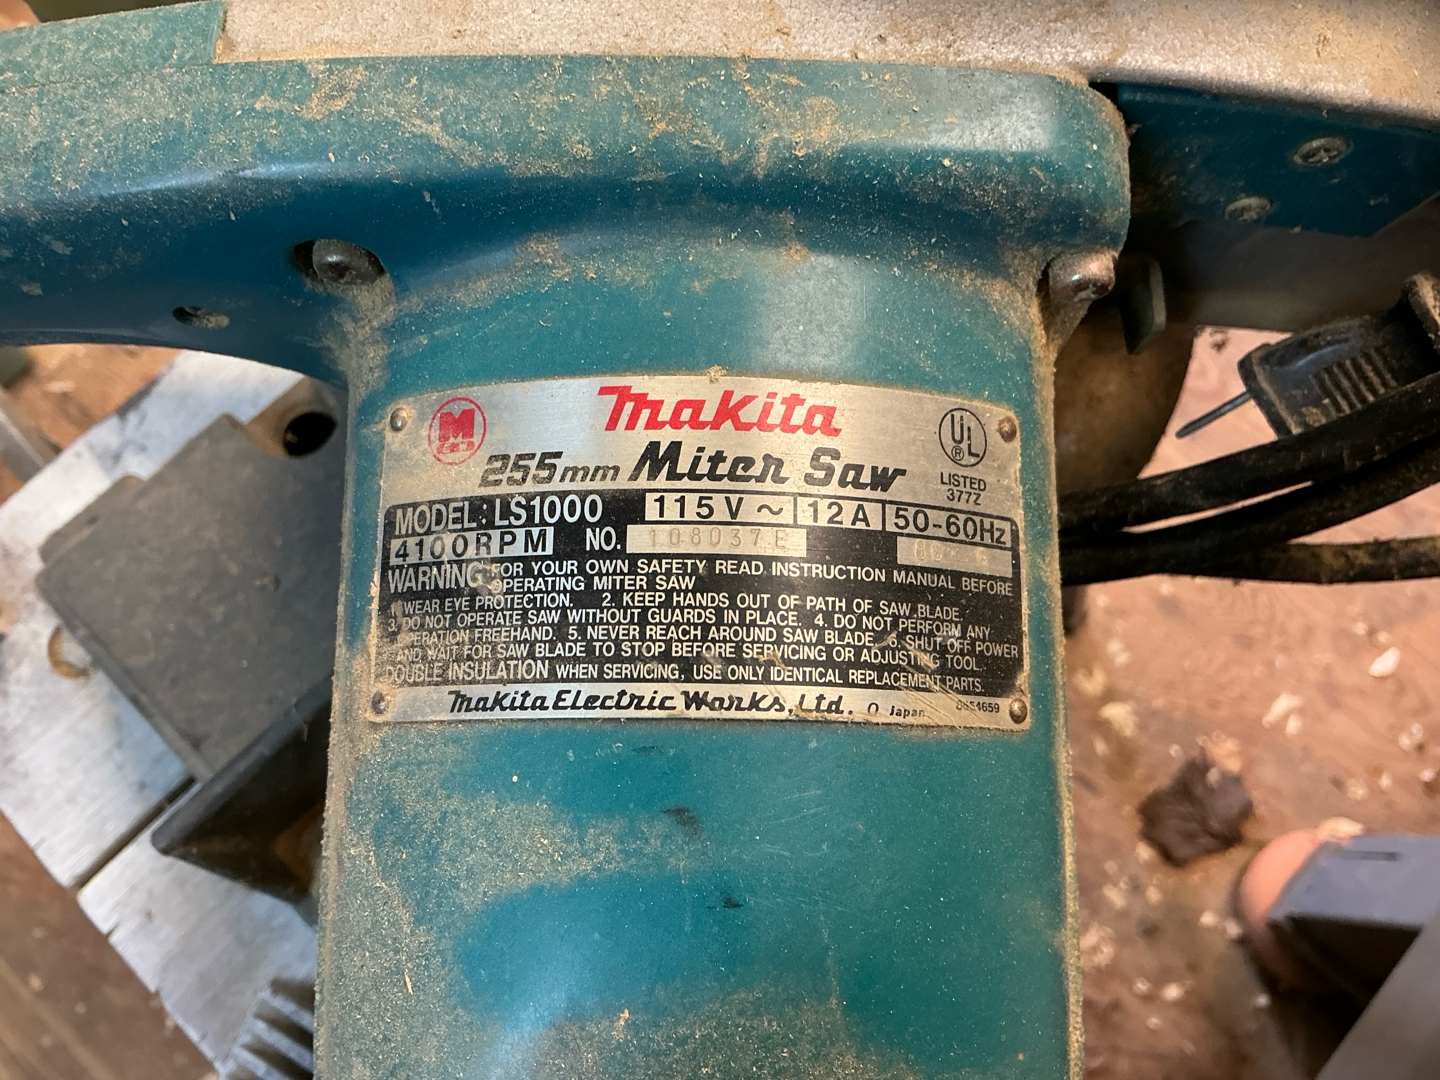 M
Makita
UL
®
255mm Miter Saw
LISTED
377Z
MODEL: LS1000 115V~ 12A 50-60Hz
4100RPM NO. 108037E
WARNING FOR YOUR OWN SAFETY READ INSTRUCTION MANUAL BEFORE
OPERATING MITER SAW
1. WEAR EYE PROTECTION. 2. KEEP HANDS OUT OF PATH OF SAW BLADE.
3. DO NOT OPERATE SAW WITHOUT GUARDS IN PLACE. 4. DO NOT PERFORM ANY
OPERATION FREEHAND. 5. NEVER REACH AROUND SAW BLADE 6. SHUT OFF POWER
AND WAIT FOR SAW BLADE TO STOP BEFORE SERVICING OR ADJUSTING TOOL.
DOUBLE INSULATION WHEN SERVICING, USE ONLY IDENTICAL REPLACEMENT PARTS.
Makita Electric Works, Ltd. Japan